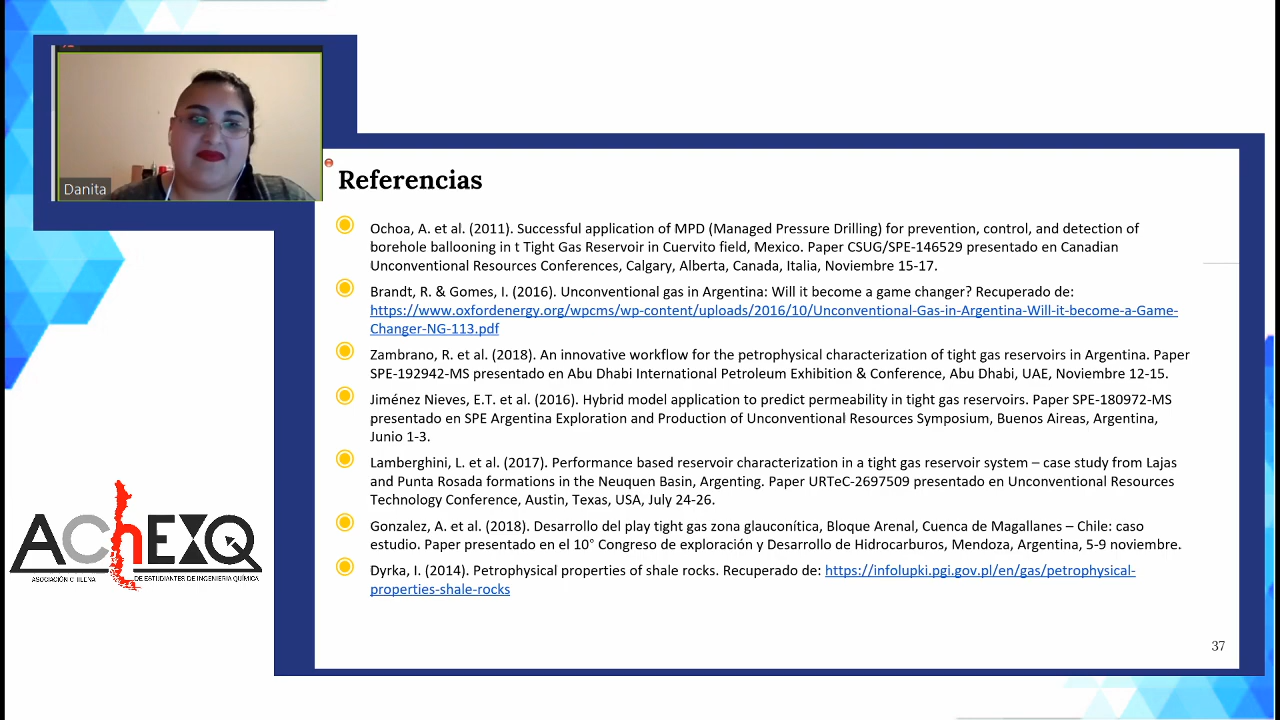 Danita
Referencias
Ochoa, A. et al. (2011). Successful application of MPD (Managed Pressure Drilling) for prevention, control, and detection of
borehole ballooning in t Tight Gas Reservoir in Cuervito field, Mexico. Paper CSUG/SPE-146529 presentado en Canadian
Unconventional Resources Conferences, Calgary, Alberta, Canada, Italia, Noviembre 15-17.
Brandt, R. & Gomes, I. (2016). Unconventional gas in Argentina: Will it become a game changer? Recuperado de:
https://www.oxfordenergy.org/wpcms/wp-content/uploads/2016/10/Unconventional-Gas-in-Argentina-Will-it-become-a-Game-
Changer-NG-113.pdf
Zambrano, R. et al. (2018). An innovative workflow for the petrophysical characterization of tight gas reservoirs in Argentina. Paper
SPE-192942-MS presentado en Abu Dhabi International Petroleum Exhibition & Conference, Abu Dhabi, UAE, Noviembre 12-15.
Jiménez Nieves, E.T. et al. (2016). Hybrid model application to predict permeability in tight gas reservoirs. Paper SPE-180972-MS
presentado en SPE Argentina Exploration and Production of Unconventional Resources Symposium, Buenos Aireas, Argentina,
Junio 1-3.
Lamberghini, L. et al. (2017). Performance based reservoir characterization in a tight gas reservoir system – case study from Lajas
and Punta Rosada formations in the Neuquen Basin, Argenting. Paper URTeC-2697509 presentado en Unconventional Resources
Technology Conference, Austin, Texas, USA, July 24-26.
Gonzalez, A. et al. (2018). Desarrollo del play tight gas zona glauconítica, Bloque Arenal, Cuenca de Magallanes – Chile: caso
estudio. Paper presentado en el 10° Congreso de exploración y Desarrollo de Hidrocarburos, Mendoza, Argentina, 5-9 noviembre.
Dyrka, I. (2014). Petrophysical properties of shale rocks. Recuperado de: https://infolupki.pgi.gov.pl/en/gas/petrophysical-
properties-shale-rocks
37
AChEXQ
ASOCIACIÓN CHILENA DE ESTUDIANTES DE INGENIERIA QUÍMICA